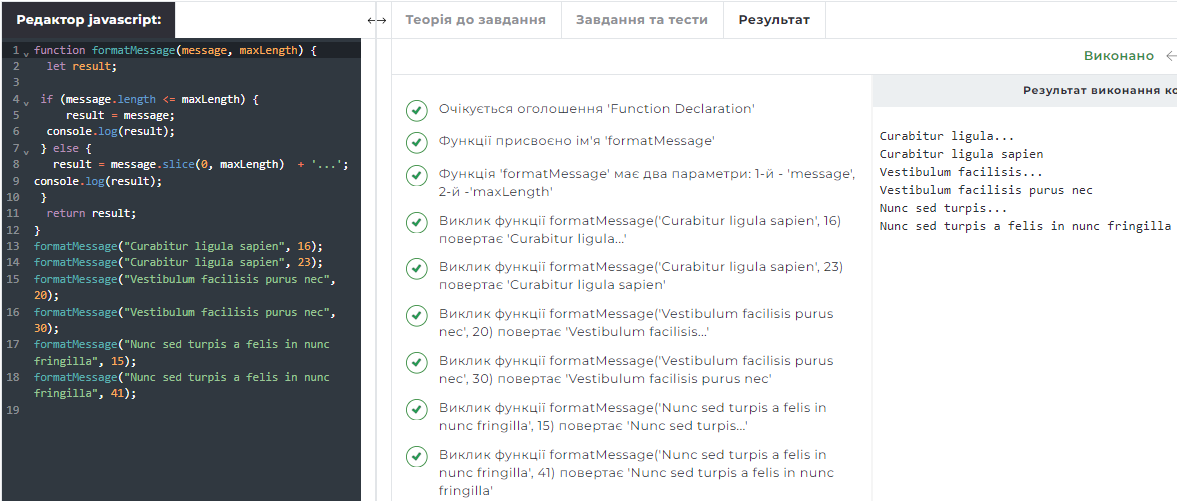 Редактор javascript:
Теорія до завдання
Завдання та тести
Результат
Виконано
1 function formatMessage(message, maxLength) {
2 let result;
3
4 if (message.length <= maxLength) {
5 result = message;
6 console.log(result);
7 } else {
8 result = message.slice(0, maxLength) + '...';
9 console.log(result);
10 }
11 return result;
12 }
13 formatMessage("Curabitur ligula sapien", 16);
14 formatMessage("Curabitur ligula sapien", 23);
15 formatMessage("Vestibulum facilisis purus nec",
20);
16 formatMessage("Vestibulum facilisis purus nec",
30);
17 formatMessage("Nunc sed turpis a felis in nunc
fringilla", 15);
18 formatMessage("Nunc sed turpis a felis in nunc
fringilla", 41);
19
Очікується оголошення 'Function Declaration'
Функції присвоєно ім'я 'formatMessage'
Функція 'formatMessage' має два параметри: 1-й - 'message',
2-й -'maxLength'
Виклик функції formatMessage('Curabitur ligula sapien', 16)
повертає 'Curabitur ligula...'
Виклик функції formatMessage('Curabitur ligula sapien', 23)
повертає 'Curabitur ligula sapien'
Виклик функції formatMessage('Vestibulum facilisis purus
nec', 20) повертає 'Vestibulum facilisis...'
Виклик функції formatMessage('Vestibulum facilisis purus
nec', 30) повертає 'Vestibulum facilisis purus nec'
Виклик функції formatMessage('Nunc sed turpis a felis in
nunc fringilla', 15) повертає 'Nunc sed turpis...'
Виклик функції formatMessage('Nunc sed turpis a felis in
nunc fringilla', 41) повертає 'Nunc sed turpis a felis in nunc
fringilla'
Результат виконання ко
Curabitur ligula...
Curabitur ligula sapien
Vestibulum facilisis...
Vestibulum facilisis purus nec
Nunc sed turpis...
Nunc sed turpis a felis in nunc fringilla